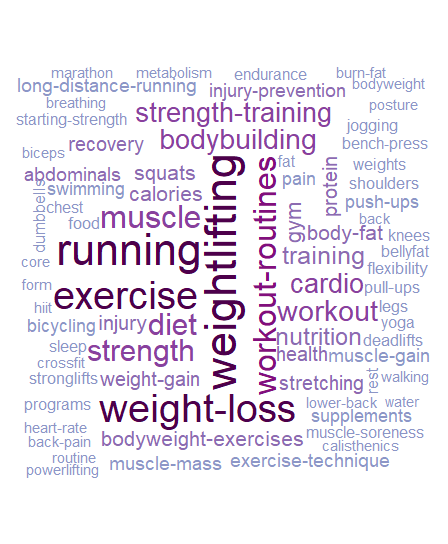 marathon metabolism endurance burn-fat
long-distance-running injury-prevention bodyweight
breathing strength-training posture
starting-strength bodybuilding jogging
biceps recovery bench-press
abdominals squats fat weights
swimming calories pain protein shoulders
dumbbells chest push-ups
food muscle gym back
running weightlifting workout-routines body-fat knees
core training bellyfat
flexibility
form exercise cardio pull-ups
hiit workout legs
bicycling injury diet yoga
sleep nutrition deadlifts
crossfit strength health muscle-gain
stronglifts weight-gain stretching rest walking
programs weight-loss lower-back water
supplements
heart-rate muscle-soreness
back-pain bodyweight-exercises calisthenics
routine muscle-mass exercise-technique
powerlifting